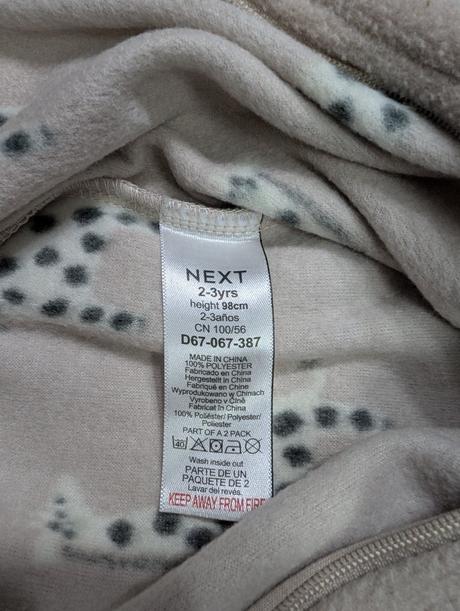 NEXT
2-3yrs
height 98cm
2-3años
CN 100/56
D67-067-387
MADE IN CHINA
100% POLYESTER
Fabricado en China
Hergestellt in China
Fabriqué en Chine
Wyprodukowano w Chinach
Vyrobeno v Číně
Fabricat în China
100% Poliéster/ Polyester/
Poliester
PART OF A 2 PACK
40
Wash inside out
PARTE DE UN
PAQUETE DE 2
Lavar del revés.
KEEP AWAY FROM FIRE